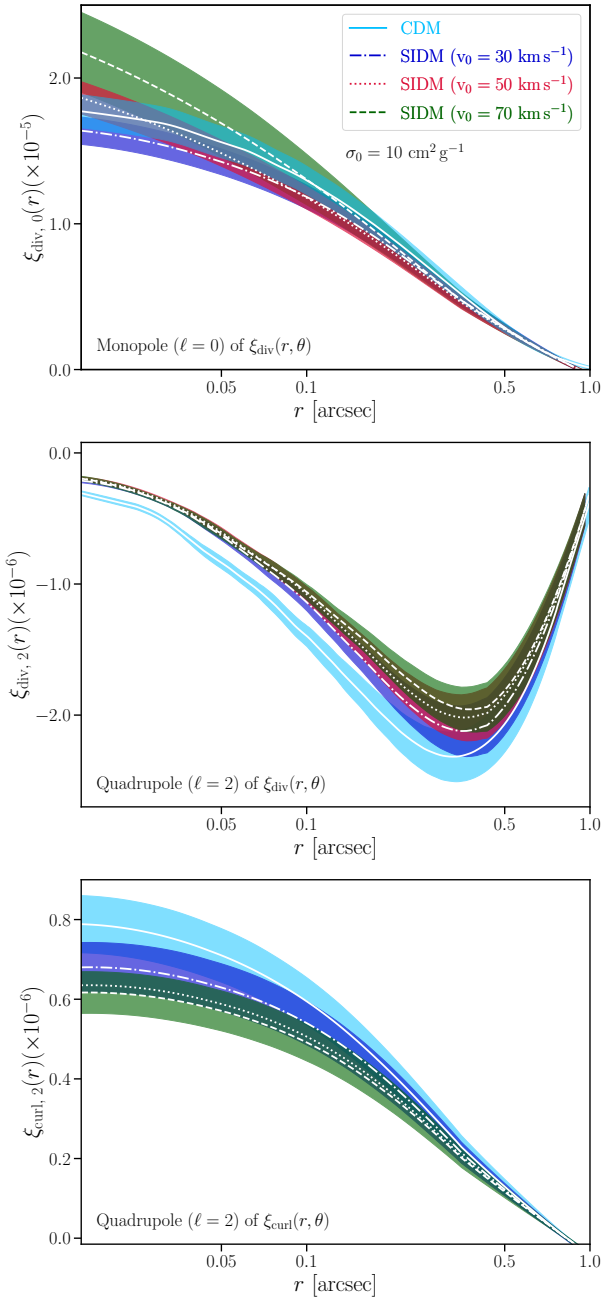 CDM
SIDM (v₀ = 30 km s⁻¹)
SIDM (v₀ = 50 km s⁻¹)
SIDM (v₀ = 70 km s⁻¹)
σ₀ = 10 cm² g⁻¹
2.0
1.0
0.0
ξdiv, 0(r)(×10⁻⁵)
Monopole (ℓ = 0) of ξdiv(r, θ)
0.05
0.1
0.5
1.0
r [arcsec]
0.0
−1.0
−2.0
ξdiv, 2(r)(×10⁻⁶)
Quadrupole (ℓ = 2) of ξdiv(r, θ)
0.05
0.1
0.5
1.0
r [arcsec]
0.8
0.6
0.4
0.2
0.0
ξcurl, 2(r)(×10⁻⁶)
Quadrupole (ℓ = 2) of ξcurl(r, θ)
0.05
0.1
0.5
1.0
r [arcsec]